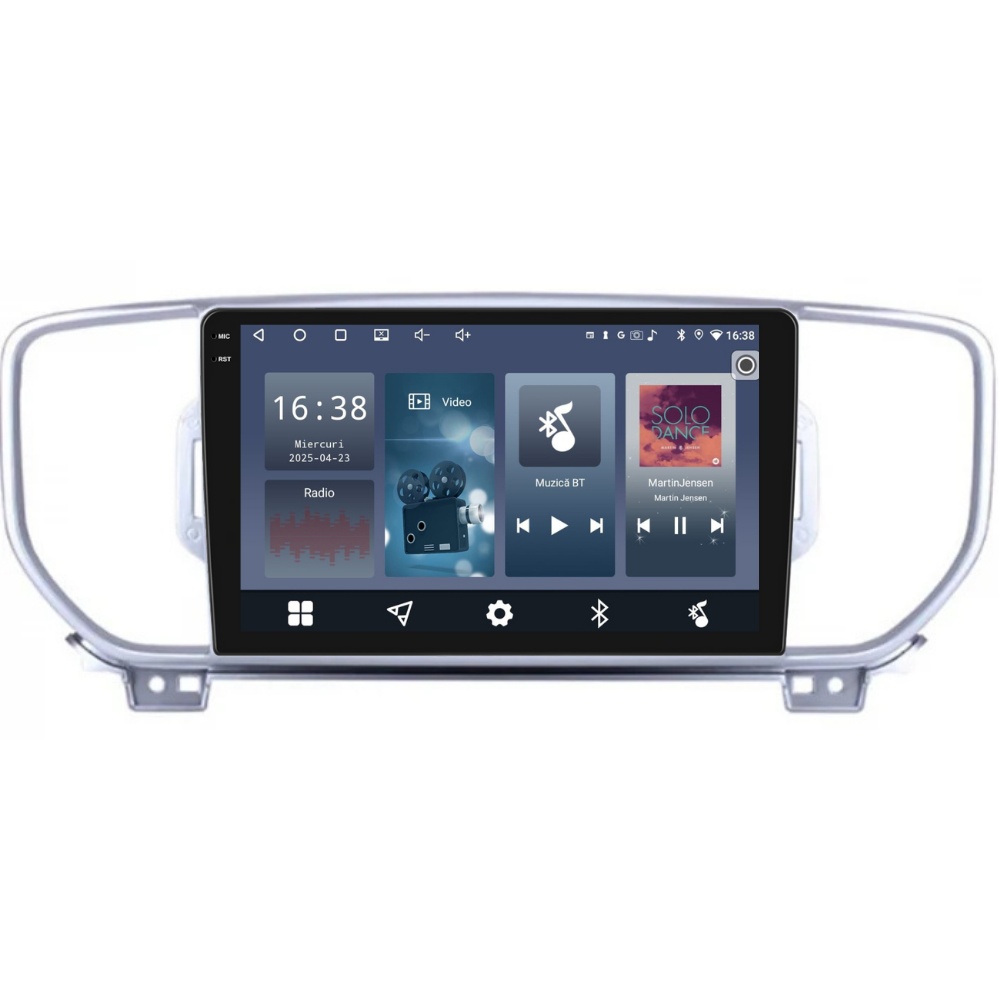 MIC
RST
G
16:38
16:38
Miercuri
2025-04-23
Radio
Video
Muzică BT
SOLO
DANCE
MartinJensen
Martin Jensen